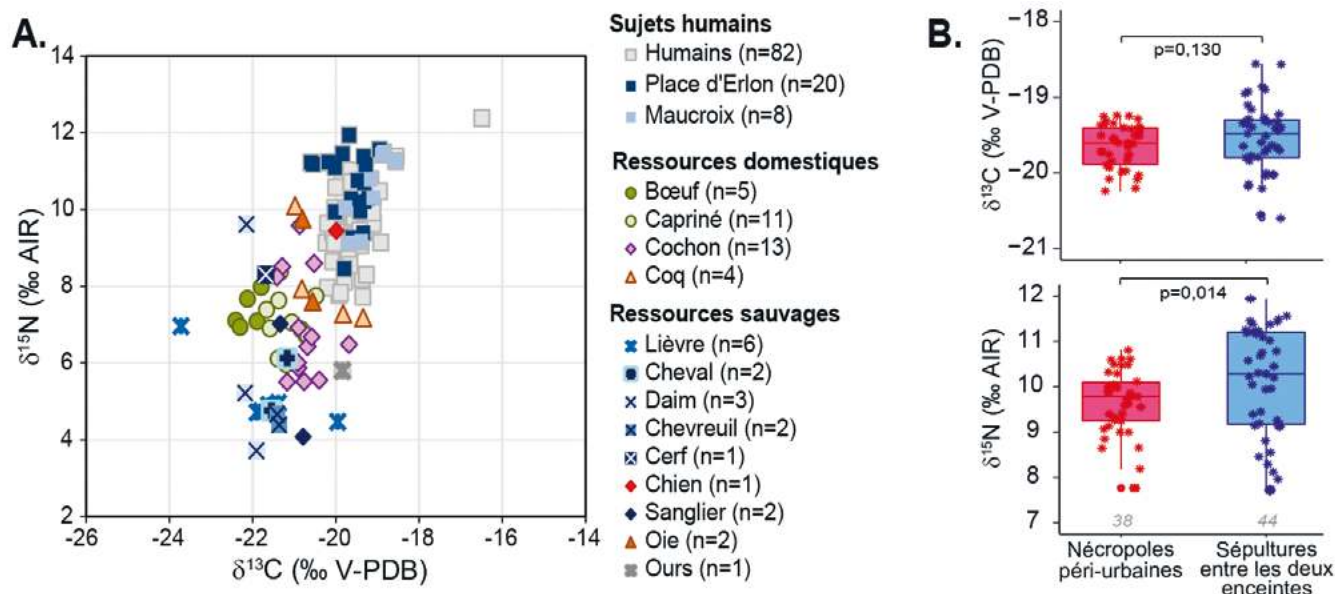 A.
δ¹⁵N (‰ AIR)
14
12
10
8
6
4
2
-26
-24
-22
-20
-18
-16
-14
δ¹³C (‰ V-PDB)
Sujets humains
Humains (n=82)
Place d'Erlon (n=20)
Maucroix (n=8)
Ressources domestiques
Bœuf (n=5)
Capriné (n=11)
Cochon (n=13)
Coq (n=4)
Ressources sauvages
Lièvre (n=6)
Cheval (n=2)
Daim (n=3)
Chevreuil (n=2)
Cerf (n=1)
Chien (n=1)
Sanglier (n=2)
Oie (n=2)
Ours (n=1)
B.
δ¹³C (‰ V-PDB)
−18
−19
−20
−21
p=0,130
δ¹⁵N (‰ AIR)
12
11
10
9
8
7
p=0,014
38
44
Nécropoles
péri-urbaines
Sépultures
entre les deux
enceintes